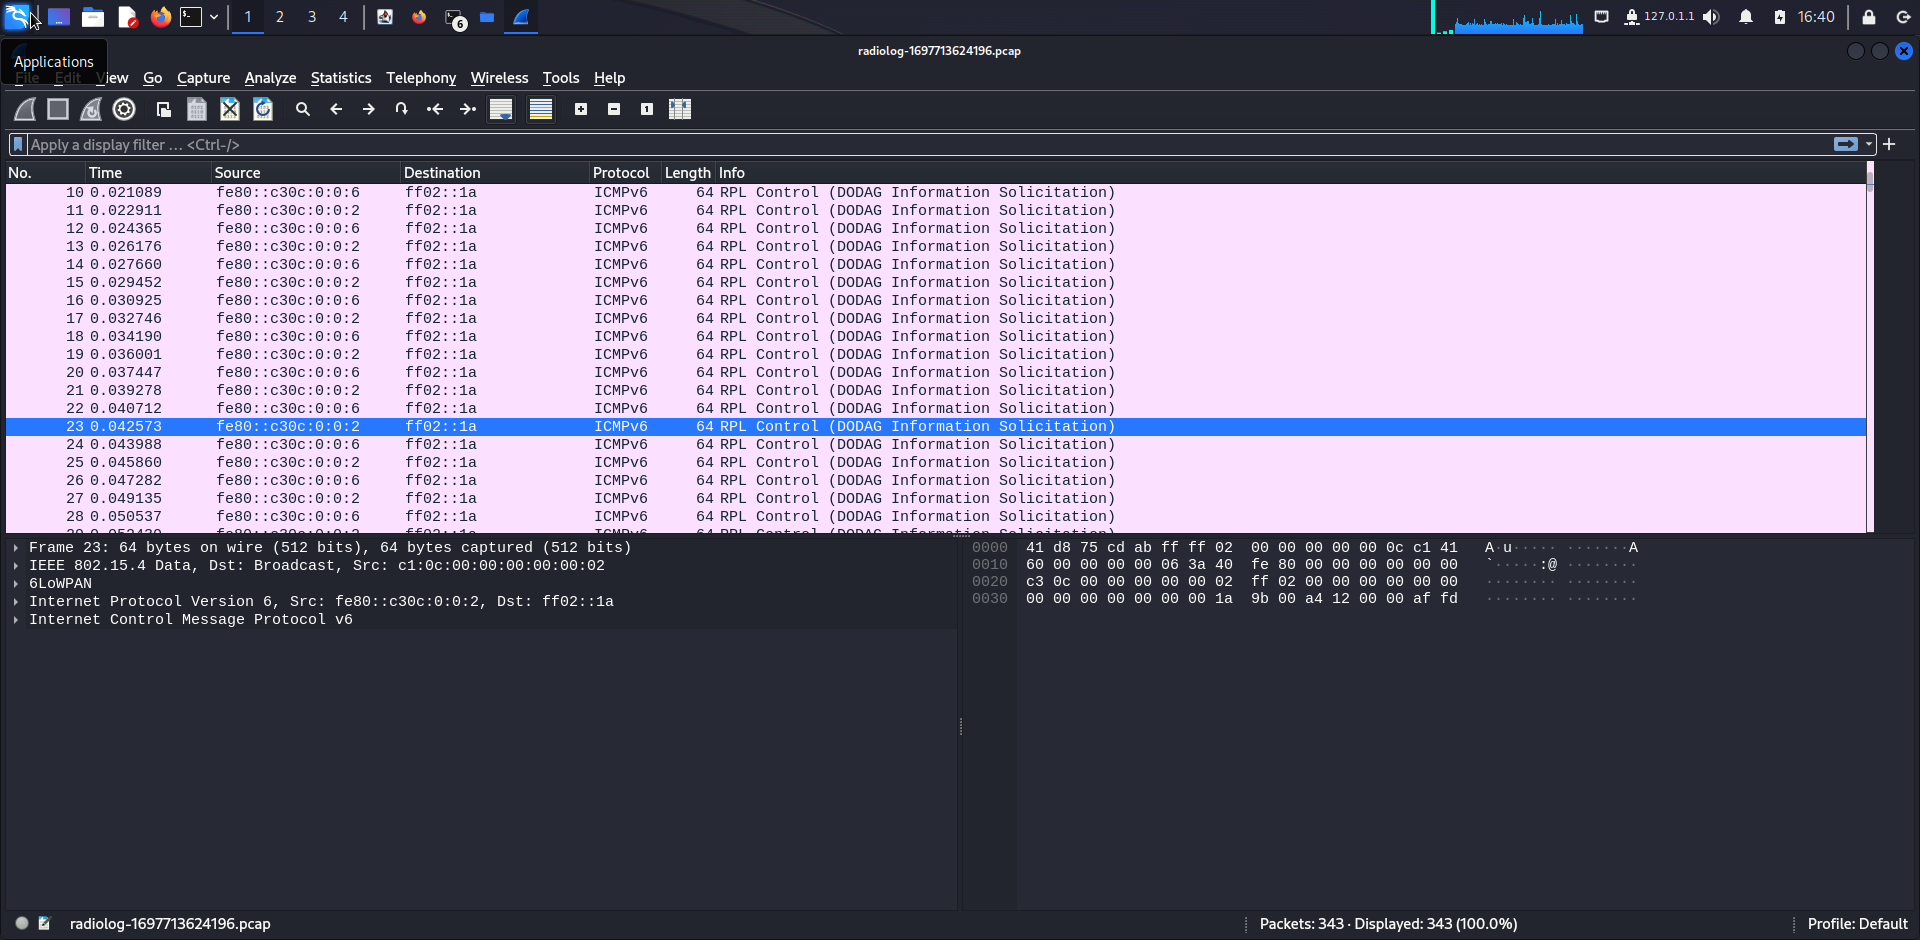 1 2 3 4 6 127.0.1.1 16:40
radiolog-1697713624196.pcap
Applications
File Edit View Go Capture Analyze Statistics Telephony Wireless Tools Help
Apply a display filter … <Ctrl-/>
No. Time Source Destination Protocol Length Info
10 0.021089 fe80::c30c:0:0:6 ff02::1a ICMPv6 64 RPL Control (DODAG Information Solicitation)
11 0.022911 fe80::c30c:0:0:2 ff02::1a ICMPv6 64 RPL Control (DODAG Information Solicitation)
12 0.024365 fe80::c30c:0:0:6 ff02::1a ICMPv6 64 RPL Control (DODAG Information Solicitation)
13 0.026176 fe80::c30c:0:0:2 ff02::1a ICMPv6 64 RPL Control (DODAG Information Solicitation)
14 0.027660 fe80::c30c:0:0:6 ff02::1a ICMPv6 64 RPL Control (DODAG Information Solicitation)
15 0.029452 fe80::c30c:0:0:2 ff02::1a ICMPv6 64 RPL Control (DODAG Information Solicitation)
16 0.030925 fe80::c30c:0:0:6 ff02::1a ICMPv6 64 RPL Control (DODAG Information Solicitation)
17 0.032746 fe80::c30c:0:0:2 ff02::1a ICMPv6 64 RPL Control (DODAG Information Solicitation)
18 0.034190 fe80::c30c:0:0:6 ff02::1a ICMPv6 64 RPL Control (DODAG Information Solicitation)
19 0.036001 fe80::c30c:0:0:2 ff02::1a ICMPv6 64 RPL Control (DODAG Information Solicitation)
20 0.037447 fe80::c30c:0:0:6 ff02::1a ICMPv6 64 RPL Control (DODAG Information Solicitation)
21 0.039278 fe80::c30c:0:0:2 ff02::1a ICMPv6 64 RPL Control (DODAG Information Solicitation)
22 0.040712 fe80::c30c:0:0:6 ff02::1a ICMPv6 64 RPL Control (DODAG Information Solicitation)
23 0.042573 fe80::c30c:0:0:2 ff02::1a ICMPv6 64 RPL Control (DODAG Information Solicitation)
24 0.043988 fe80::c30c:0:0:6 ff02::1a ICMPv6 64 RPL Control (DODAG Information Solicitation)
25 0.045860 fe80::c30c:0:0:2 ff02::1a ICMPv6 64 RPL Control (DODAG Information Solicitation)
26 0.047282 fe80::c30c:0:0:6 ff02::1a ICMPv6 64 RPL Control (DODAG Information Solicitation)
27 0.049135 fe80::c30c:0:0:2 ff02::1a ICMPv6 64 RPL Control (DODAG Information Solicitation)
28 0.050537 fe80::c30c:0:0:6 ff02::1a ICMPv6 64 RPL Control (DODAG Information Solicitation)
Frame 23: 64 bytes on wire (512 bits), 64 bytes captured (512 bits)
IEEE 802.15.4 Data, Dst: Broadcast, Src: c1:0c:00:00:00:00:00:02
6LoWPAN
Internet Protocol Version 6, Src: fe80::c30c:0:0:2, Dst: ff02::1a
Internet Control Message Protocol v6
0000 41 d8 75 cd ab ff ff 02 00 00 00 00 00 0c c1 41 A·u····· ·······A
0010 60 00 00 00 00 06 3a 40 fe 80 00 00 00 00 00 00 `·····:@ ········
0020 c3 0c 00 00 00 00 00 02 ff 02 00 00 00 00 00 00 ········ ········
0030 00 00 00 00 00 00 00 1a 9b 00 a4 12 00 00 af fd ········ ········
radiolog-1697713624196.pcap
Packets: 343 · Displayed: 343 (100.0%)
Profile: Default